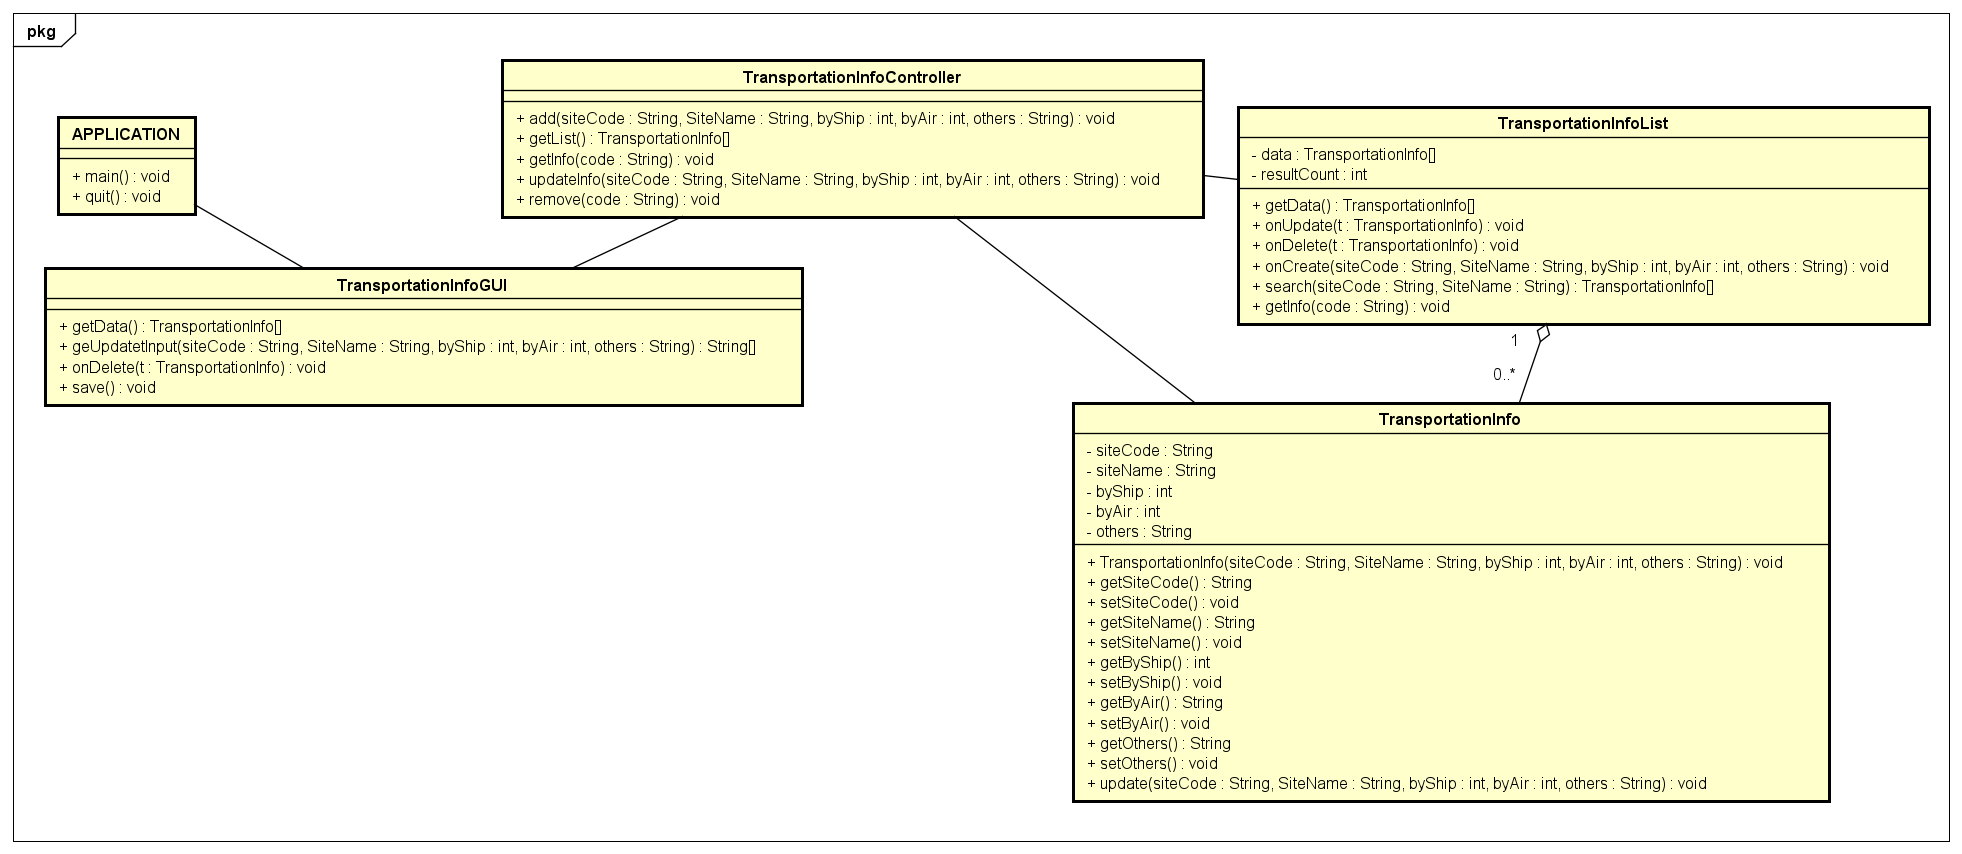 pkg
APPLICATION
+ main() : void
+ quit() : void
TransportationInfoController
+ add(siteCode : String, SiteName : String, byShip : int, byAir : int, others : String) : void
+ getList() : TransportationInfo[]
+ getInfo(code : String) : void
+ updateInfo(siteCode : String, SiteName : String, byShip : int, byAir : int, others : String) : void
+ remove(code : String) : void
TransportationInfoList
- data : TransportationInfo[]
- resultCount : int
+ getData() : TransportationInfo[]
+ onUpdate(t : TransportationInfo) : void
+ onDelete(t : TransportationInfo) : void
+ onCreate(siteCode : String, SiteName : String, byShip : int, byAir : int, others : String) : void
+ search(siteCode : String, SiteName : String) : TransportationInfo[]
+ getInfo(code : String) : void
TransportationInfoGUI
+ getData() : TransportationInfo[]
+ geUpdatetInput(siteCode : String, SiteName : String, byShip : int, byAir : int, others : String) : String[]
+ onDelete(t : TransportationInfo) : void
+ save() : void
1
0..*
TransportationInfo
- siteCode : String
- siteName : String
- byShip : int
- byAir : int
- others : String
+ TransportationInfo(siteCode : String, SiteName : String, byShip : int, byAir : int, others : String) : void
+ getSiteCode() : String
+ setSiteCode() : void
+ getSiteName() : String
+ setSiteName() : void
+ getByShip() : int
+ setByShip() : void
+ getByAir() : String
+ setByAir() : void
+ getOthers() : String
+ setOthers() : void
+ update(siteCode : String, SiteName : String, byShip : int, byAir : int, others : String) : void